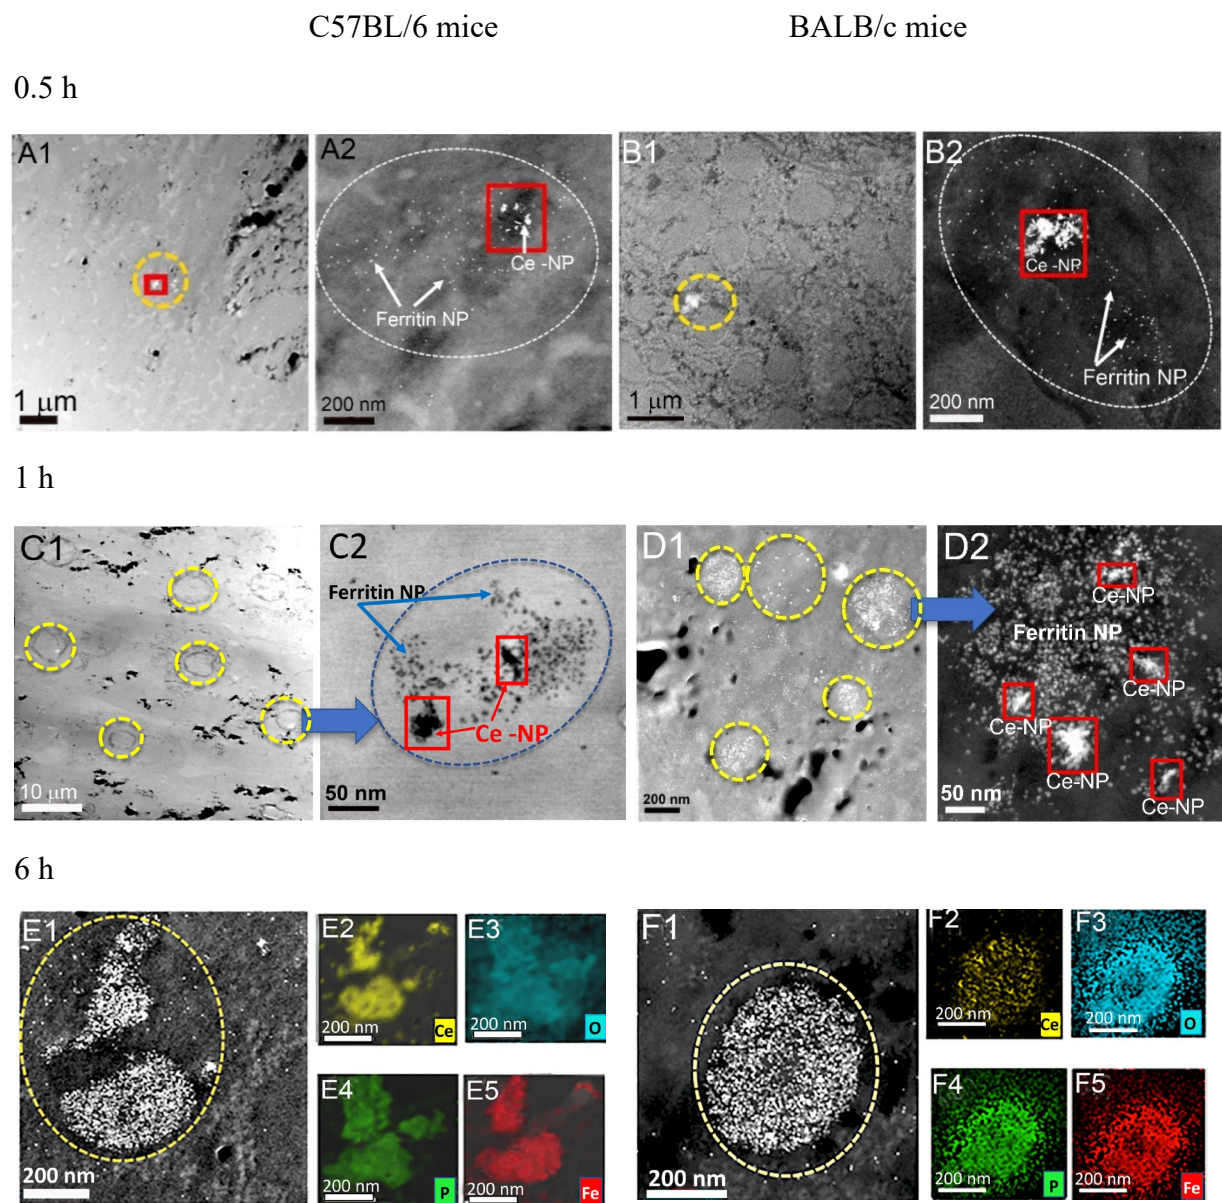 C57BL/6 mice BALB/c mice
0.5 h
A1 A2 B1 B2
Ce -NP
Ferritin NP
1 μm
200 nm
1 μm
Ce -NP
Ferritin NP
200 nm
1 h
C1 C2 D1 D2
Ferritin NP
Ce -NP
10 μm
50 nm
200 nm
Ce-NP
Ferritin NP
Ce-NP
Ce-NP
Ce-NP
Ce-NP
50 nm
6 h
E1
200 nm
E2
200 nm Ce
E3
200 nm O
E4
200 nm P
E5
200 nm Fe
F1
200 nm
F2
200 nm Ce
F3
200 nm O
F4
200 nm P
F5
200 nm Fe